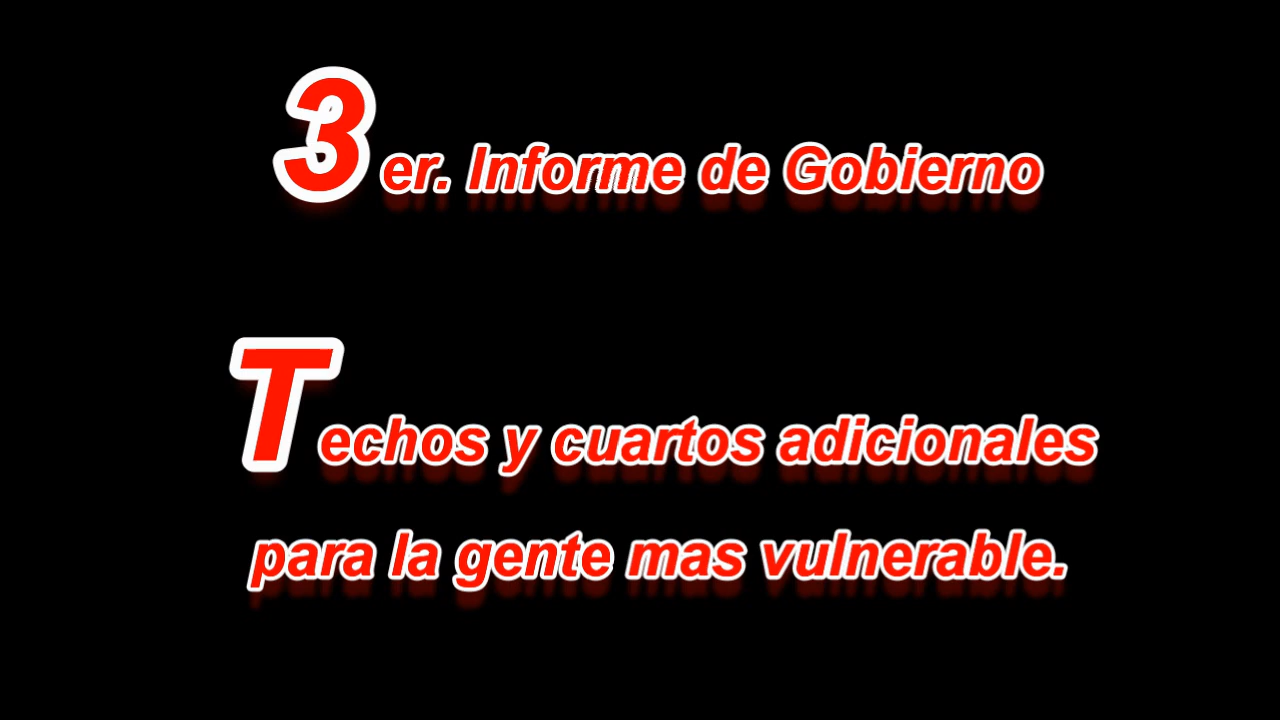 3er. Informe de Gobierno
Techos y cuartos adicionales
para la gente mas vulnerable.